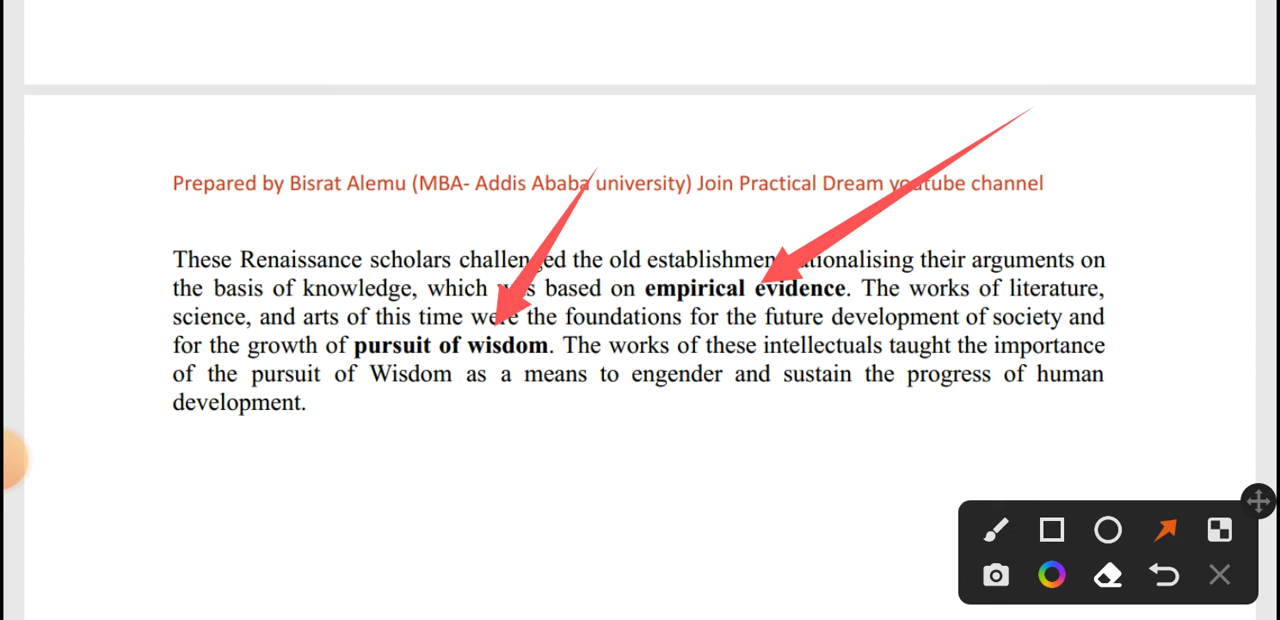 Prepared by Bisrat Alemu (MBA- Addis Ababa university) Join Practical Dream youtube channel
These Renaissance scholars challenged the old establishment rationalising their arguments on
the basis of knowledge, which was based on empirical evidence. The works of literature,
science, and arts of this time were the foundations for the future development of society and
for the growth of pursuit of wisdom. The works of these intellectuals taught the importance
of the pursuit of Wisdom as a means to engender and sustain the progress of human
development.